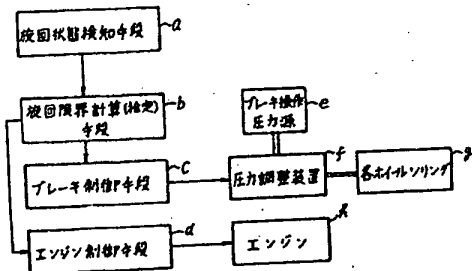 旋回状態検知手段
a
旋回限界計算(推定)
手段
b
ブレーキ操作
圧力源
e
ブレーキ制御手段
c
圧力調整装置
f
各ホイールシリンダ
g
エンジン制御手段
d
エンジン
h